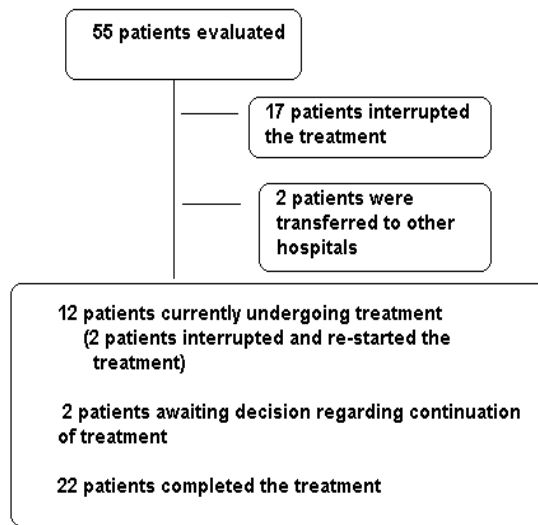 55 patients evaluated
17 patients interrupted
the treatment
2 patients were
transferred to other
hospitals
12 patients currently undergoing treatment
(2 patients interrupted and re-started the
treatment)
2 patients awaiting decision regarding continuation
of treatment
22 patients completed the treatment